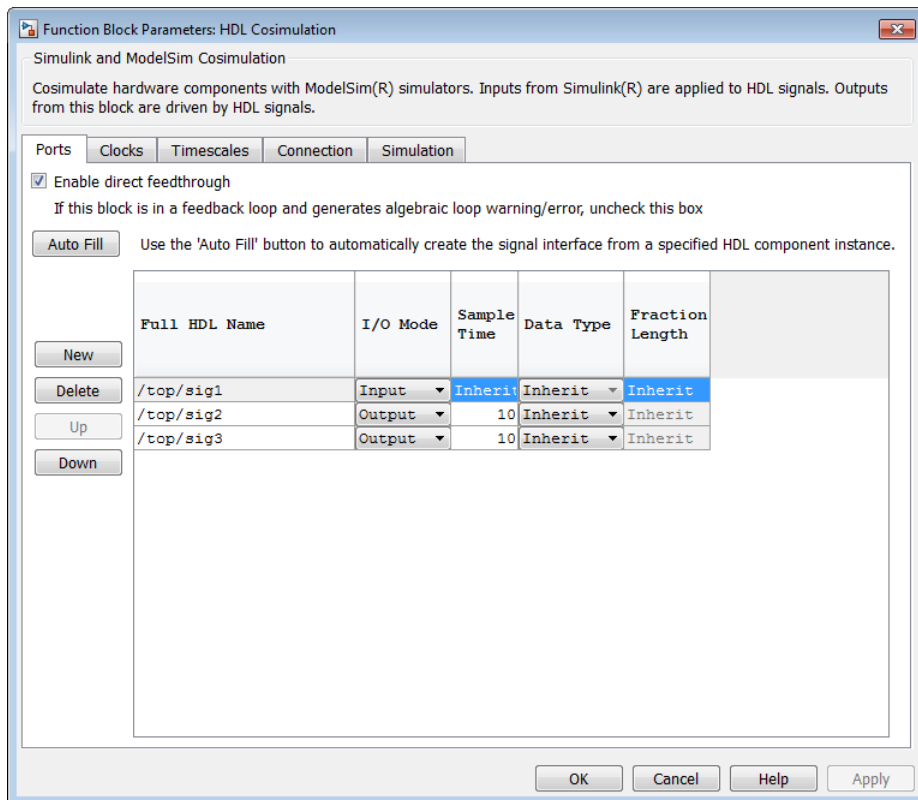 Function Block Parameters: HDL Cosimulation
Simulink and ModelSim Cosimulation
Cosimulate hardware components with ModelSim(R) simulators. Inputs from Simulink(R) are applied to HDL signals. Outputs
from this block are driven by HDL signals.
Ports Clocks Timescales Connection Simulation
Enable direct feedthrough
If this block is in a feedback loop and generates algebraic loop warning/error, uncheck this box
Auto Fill Use the 'Auto Fill' button to automatically create the signal interface from a specified HDL component instance.
Full HDL Name I/O Mode Sample Time Data Type Fraction Length
New
Delete /top/sig1 Input Inherit Inherit Inherit
/top/sig2 Output 10 Inherit Inherit
Up
/top/sig3 Output 10 Inherit Inherit
Down
OK Cancel Help Apply